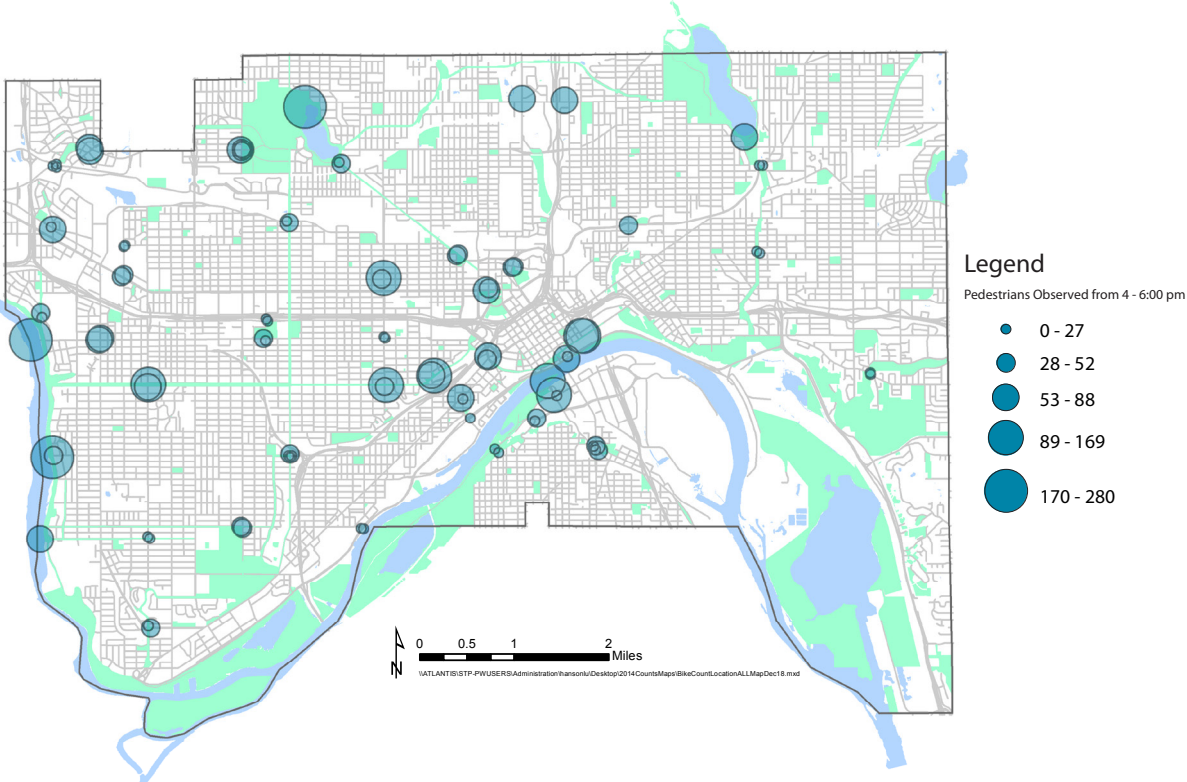 Legend
Pedestrians Observed from 4 - 6:00 pm
0 - 27
28 - 52
53 - 88
89 - 169
170 - 280
0 0.5 1 2
Miles
N
\\ATLANTIS\STP-PWUSERS\Administration\hansonlu\Desktop\2014CountsMaps\BikeCountLocationALLMapDec18.mxd